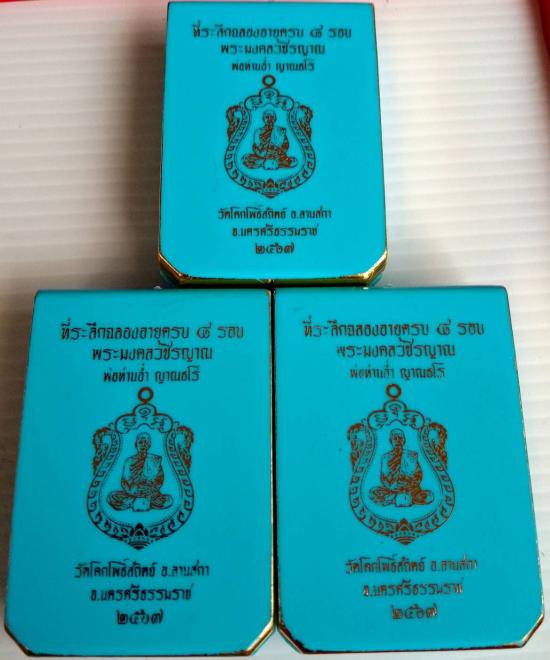 ที่ระลึกฉลองอายุครบ ๘ รอบ
พระมงคลวัชรญาณ
พ่อท่านอ่ำ ญาณธโร
วัดโคกโพธิ์สถิตย์ อ.ลานสกา
จ.นครศรีธรรมราช
๒๕๖๗
ที่ระลึกฉลองอายุครบ ๘ รอบ
พระมงคลวัชรญาณ
พ่อท่านอ่ำ ญาณธโร
วัดโคกโพธิ์สถิตย์ อ.ลานสกา
จ.นครศรีธรรมราช
๒๕๖๗
ที่ระลึกฉลองอายุครบ ๘ รอบ
พระมงคลวัชรญาณ
พ่อท่านอ่ำ ญาณธโร
วัดโคกโพธิ์สถิตย์ อ.ลานสกา
จ.นครศรีธรรมราช
๒๕๖๗